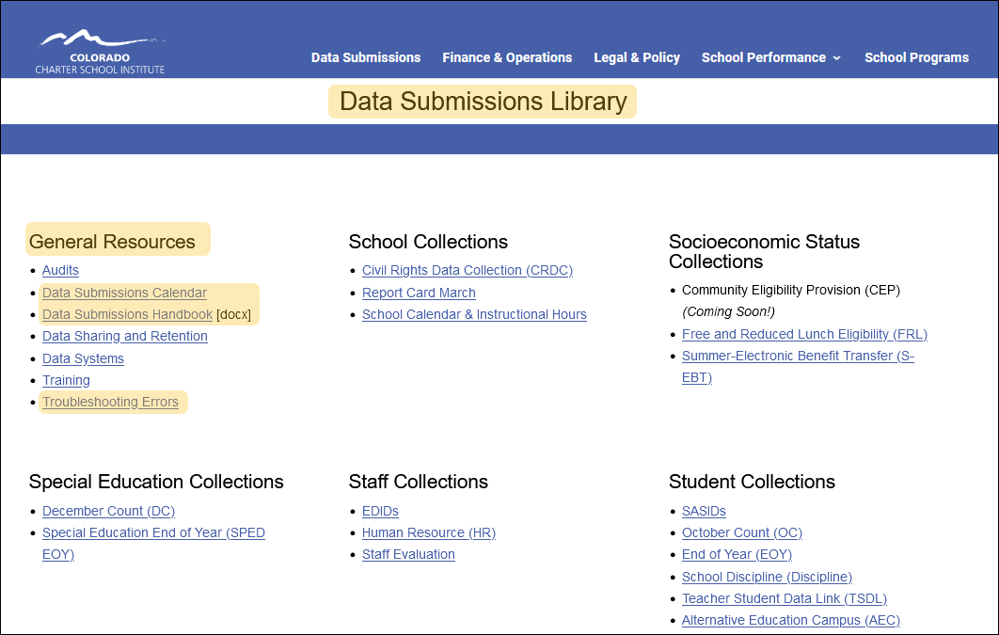 COLORADO
CHARTER SCHOOL INSTITUTE
Data Submissions Finance & Operations Legal & Policy School Performance School Programs
Data Submissions Library
General Resources
Audits
Data Submissions Calendar
Data Submissions Handbook [docx]
Data Sharing and Retention
Data Systems
Training
Troubleshooting Errors
School Collections
Civil Rights Data Collection (CRDC)
Report Card March
School Calendar & Instructional Hours
Socioeconomic Status
Collections
Community Eligibility Provision (CEP)
(Coming Soon!)
Free and Reduced Lunch Eligibility (FRL)
Summer-Electronic Benefit Transfer (S-
EBT)
Special Education Collections
December Count (DC)
Special Education End of Year (SPED
EOY)
Staff Collections
EDIDs
Human Resource (HR)
Staff Evaluation
Student Collections
SASIDs
October Count (OC)
End of Year (EOY)
School Discipline (Discipline)
Teacher Student Data Link (TSDL)
Alternative Education Campus (AEC)